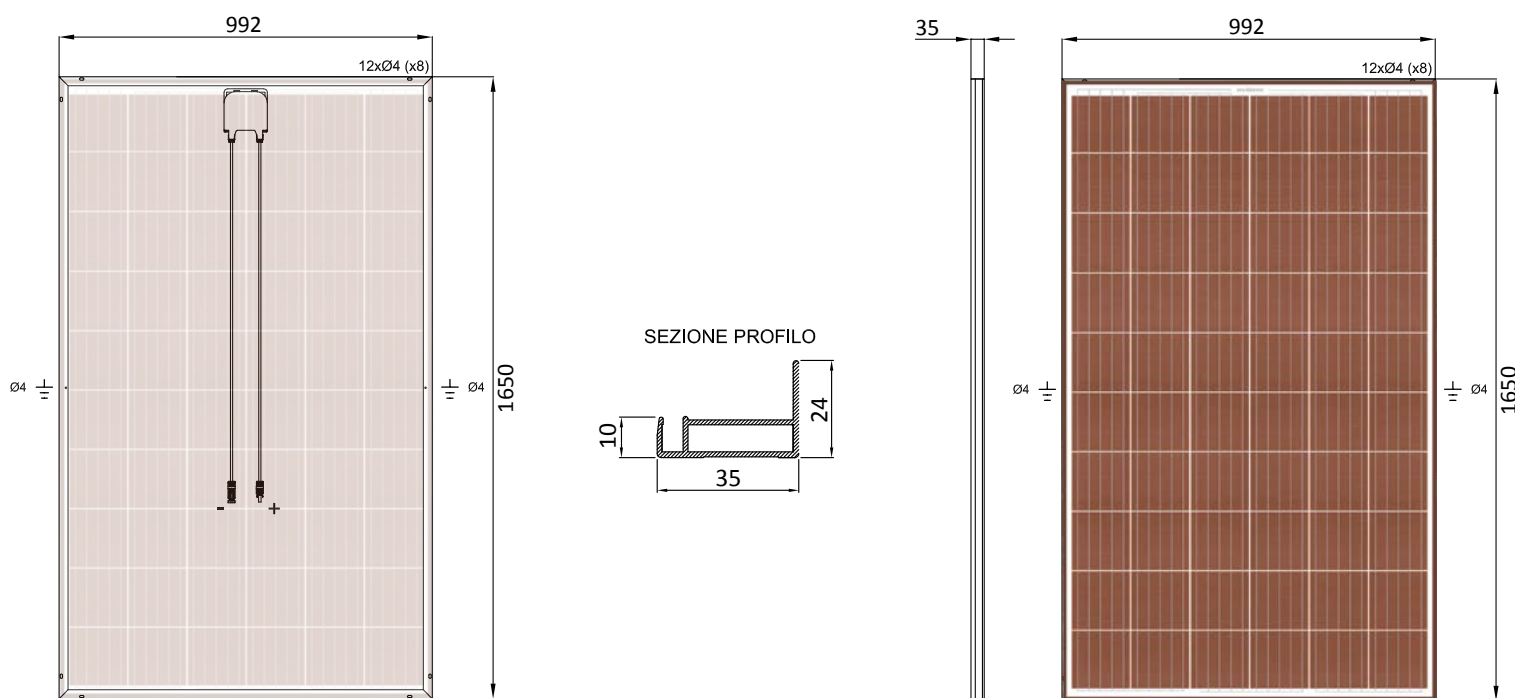 992
12xØ4 (x8)
Ø4
Ø4
1650
- +
SEZIONE PROFILO
10
24
35
35
992
12xØ4 (x8)
Ø4
Ø4
1650